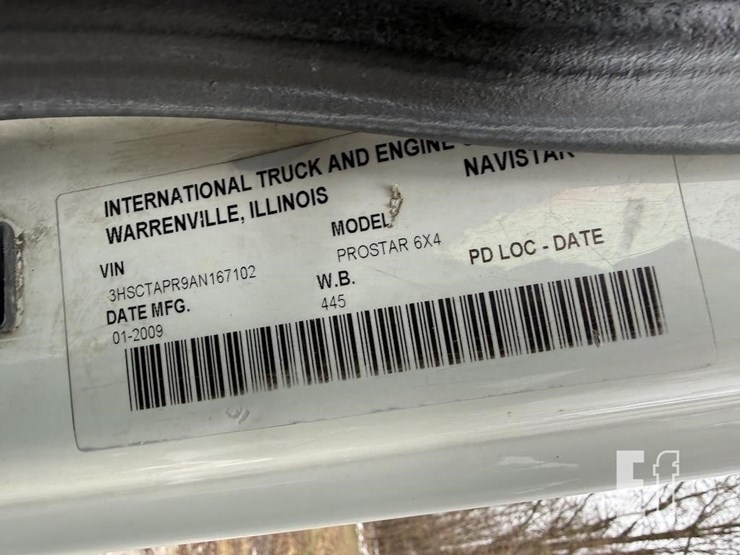 INTERNATIONAL TRUCK AND ENGINE
NAVISTAR
WARRENVILLE, ILLINOIS
VIN
3HSCTAPR9AN167102
MODEL
PROSTAR 6X4
PD LOC - DATE
DATE MFG.
01-2009
W.B.
445
Ef